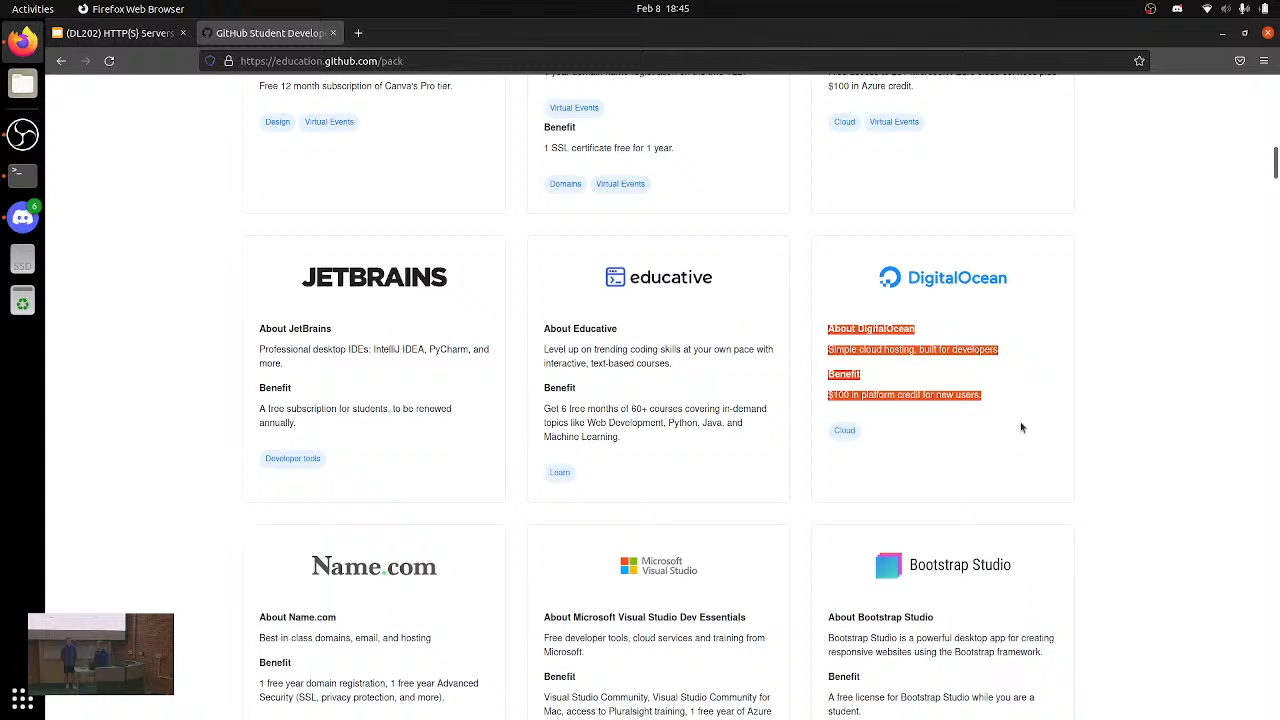 Activities
Firefox Web Browser
Feb 8 18:45
(DL202) HTTP(S) Servers
GitHub Student Develop
https://education.github.com/pack
6
SSD
Free 12 month subscription of Canva's Pro tier.
Design
Virtual Events
Virtual Events
Benefit
1 SSL certificate free for 1 year.
Domains
Virtual Events
$100 in Azure credit.
Cloud
Virtual Events
JETBRAINS
About JetBrains
Professional desktop IDEs: IntelliJ IDEA, PyCharm, and
more.
Benefit
A free subscription for students, to be renewed
annually.
Developer tools
educative
About Educative
Level up on trending coding skills at your own pace with
interactive, text-based courses.
Benefit
Get 6 free months of 60+ courses covering in-demand
topics like Web Development, Python, Java, and
Machine Learning.
Learn
DigitalOcean
About DigitalOcean
Simple cloud hosting, built for developers
Benefit
$100 in platform credit for new users.
Cloud
Name.com
About Name.com
Best-in-class domains, email, and hosting
Benefit
1 free year domain registration, 1 free year Advanced
Security (SSL, privacy protection, and more).
Microsoft
Visual Studio
About Microsoft Visual Studio Dev Essentials
Free developer tools, cloud services and training from
Microsoft.
Benefit
Visual Studio Community, Visual Studio Community for
Mac, access to Pluralsight training, 1 free year of Azure
Bootstrap Studio
About Bootstrap Studio
Bootstrap Studio is a powerful desktop app for creating
responsive websites using the Bootstrap framework.
Benefit
A free license for Bootstrap Studio while you are a
student.